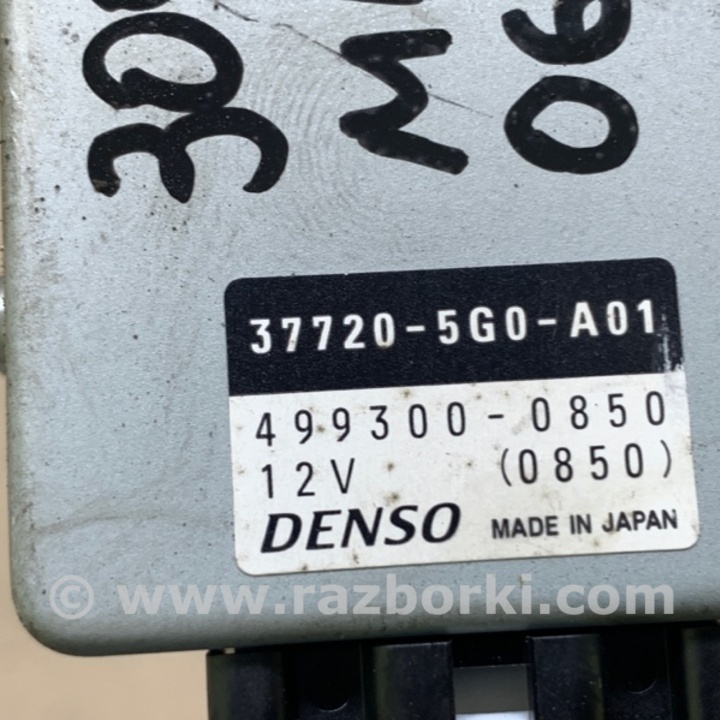 37720-5G0-A01
499300-0850
12V (0850)
DENSO MADE IN JAPAN
© www.razborki.com